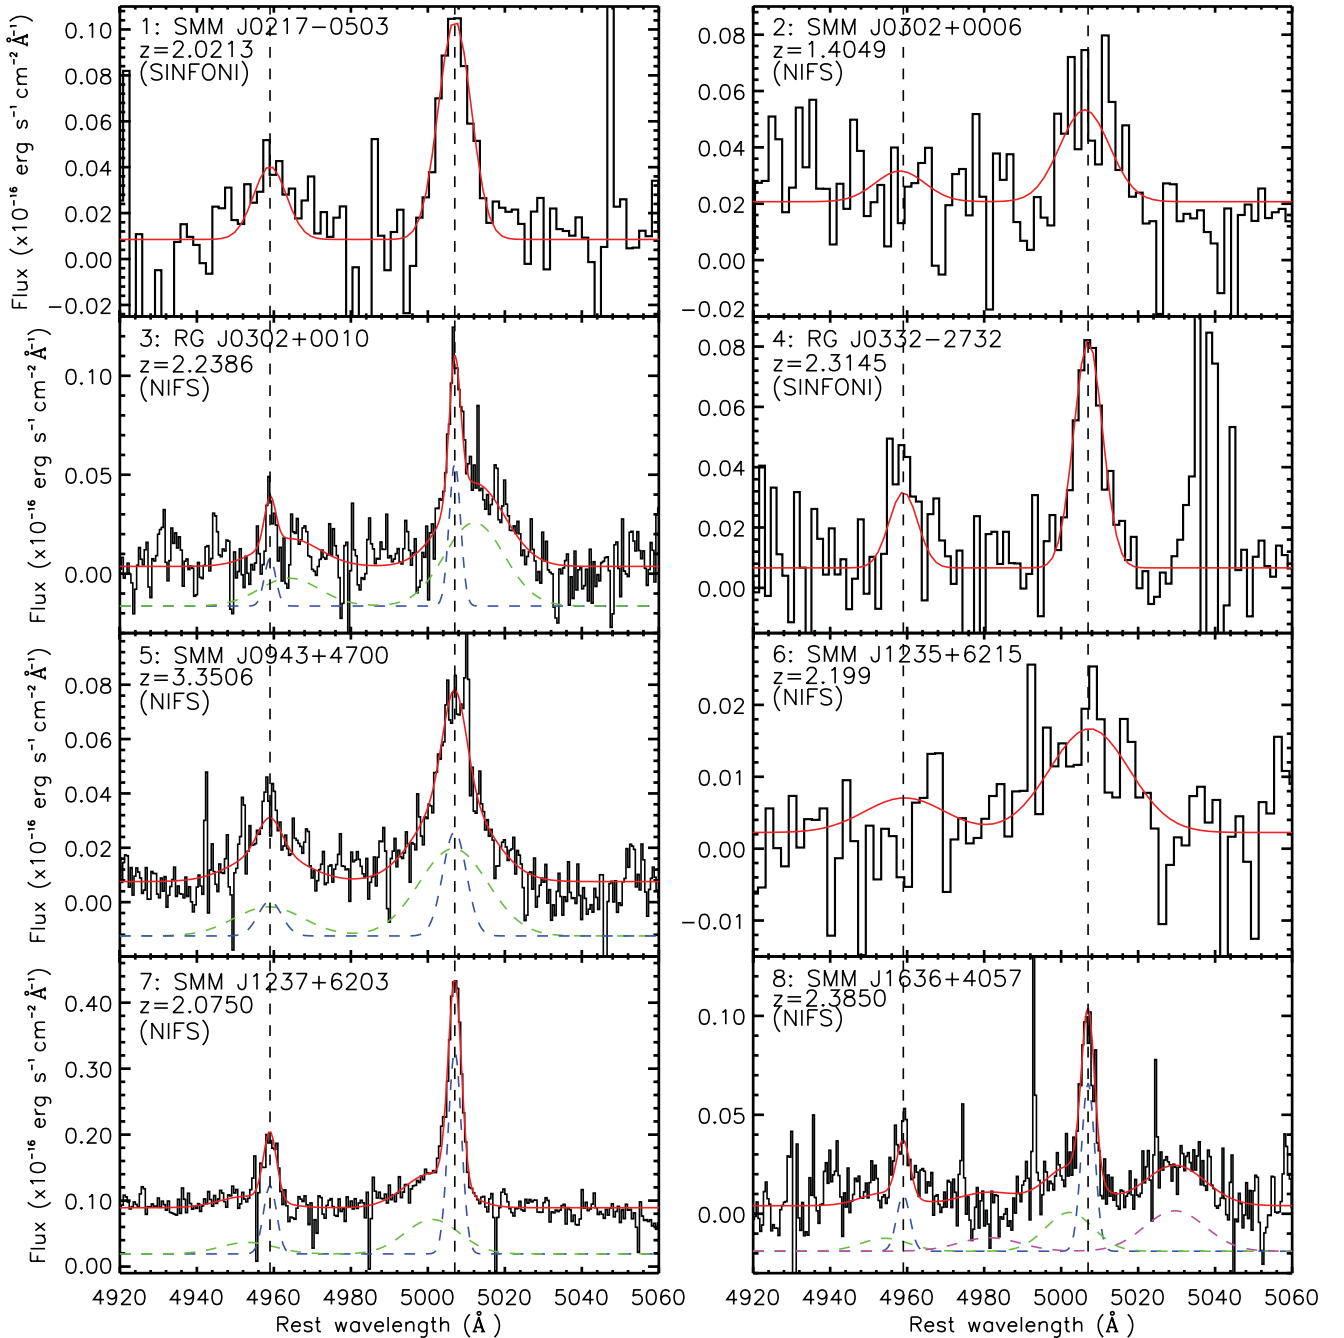 1: SMM J0217−0503
z=2.0213
(SINFONI)
0.10
0.08
0.06
0.04
0.02
0.00
−0.02
Flux (x10⁻¹⁶ erg s⁻¹ cm⁻² Å⁻¹)
2: SMM J0302+0006
z=1.4049
(NIFS)
0.08
0.06
0.04
0.02
0.00
−0.02
3: RG J0302+0010
z=2.2386
(NIFS)
0.10
0.05
0.00
Flux (x10⁻¹⁶ erg s⁻¹ cm⁻² Å⁻¹)
4: RG J0332−2732
z=2.3145
(SINFONI)
0.08
0.06
0.04
0.02
0.00
5: SMM J0943+4700
z=3.3506
(NIFS)
0.08
0.06
0.04
0.02
0.00
Flux (x10⁻¹⁶ erg s⁻¹ cm⁻² Å⁻¹)
6: SMM J1235+6215
z=2.199
(NIFS)
0.02
0.01
0.00
−0.01
7: SMM J1237+6203
z=2.0750
(NIFS)
0.40
0.30
0.20
0.10
0.00
Flux (x10⁻¹⁶ erg s⁻¹ cm⁻² Å⁻¹)
8: SMM J1636+4057
z=2.3850
(NIFS)
0.10
0.05
0.00
4920 4940 4960 4980 5000 5020 5040 5060
Rest wavelength (Å)
4920 4940 4960 4980 5000 5020 5040 5060
Rest wavelength (Å)